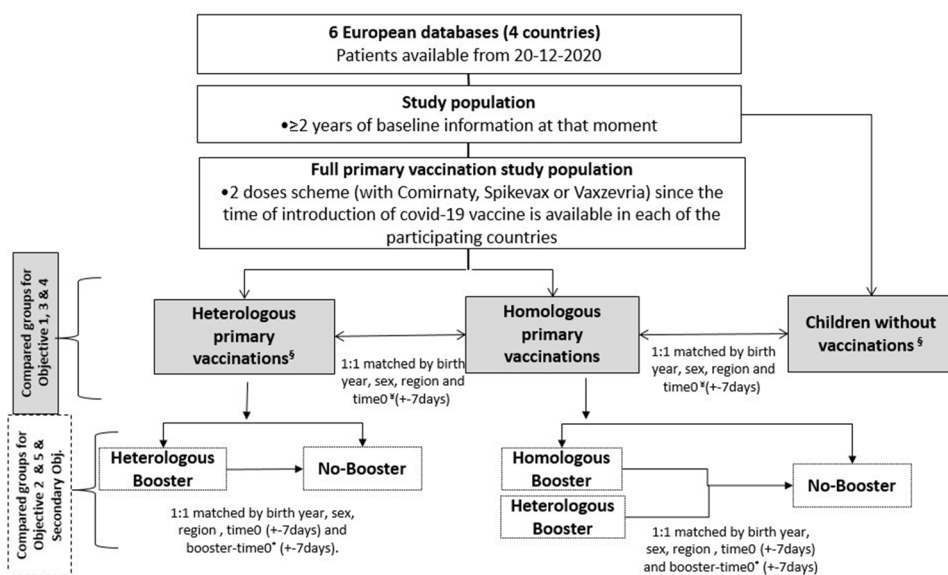 6 European databases (4 countries)
Patients available from 20-12-2020
Study population
•≥2 years of baseline information at that moment
Full primary vaccination study population
•2 doses scheme (with Comirnaty, Spikevax or Vaxzevria) since the
time of introduction of covid-19 vaccine is available in each of the
participating countries
Compared groups for
Objective 1, 3 & 4
Heterologous
primary
vaccinations§
1:1 matched by birth
year, sex, region and
time0 ¥(+-7days)
Homologous
primary
vaccinations
1:1 matched by birth
year, sex, region and
time0 ¥(+-7days)
Children without
vaccinations §
Compared groups for
Objective 2 & 5 &
Secondary Obj.
Heterologous
Booster
No-Booster
1:1 matched by birth year, sex,
region , time0 (+-7days) and
booster-time0* (+-7days).
Homologous
Booster
Heterologous
Booster
No-Booster
1:1 matched by birth year,
sex, region , time0 (+-7days)
and booster-time0* (+-7days)